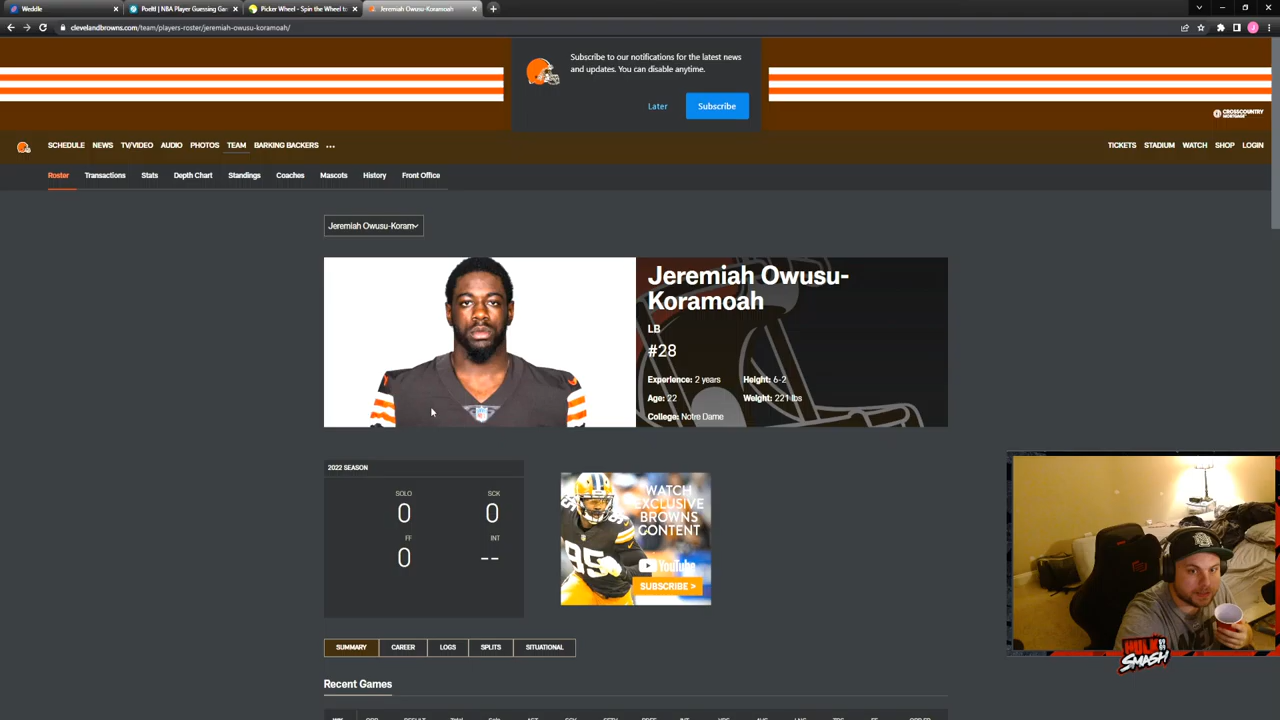 Weddle
Poeltl | NBA Player Guessing Gam
Picker Wheel - Spin the Wheel to
Jeremiah Owusu-Koramoah
clevelandbrowns.com/team/players-roster/jeremiah-owusu-koramoah/
Subscribe to our notifications for the latest news
and updates. You can disable anytime.
Later
Subscribe
CROSSCOUNTRY
MORTGAGE
SCHEDULE NEWS TV/VIDEO AUDIO PHOTOS TEAM BARKING BACKERS ...
TICKETS STADIUM WATCH SHOP LOGIN
Roster Transactions Stats Depth Chart Standings Coaches Mascots History Front Office
Jeremiah Owusu-Koram
Jeremiah Owusu-
Koramoah
LB
#28
Experience: 2 years Height: 6-2
Age: 22 Weight: 221 lbs
College: Notre Dame
2022 SEASON
SOLO SCK
0 0
FF INT
0 --
WATCH
EXCLUSIVE
BROWNS
CONTENT
YouTube
SUBSCRIBE >
95
SUMMARY CAREER LOGS SPLITS SITUATIONAL
Recent Games
HULK
SMASH